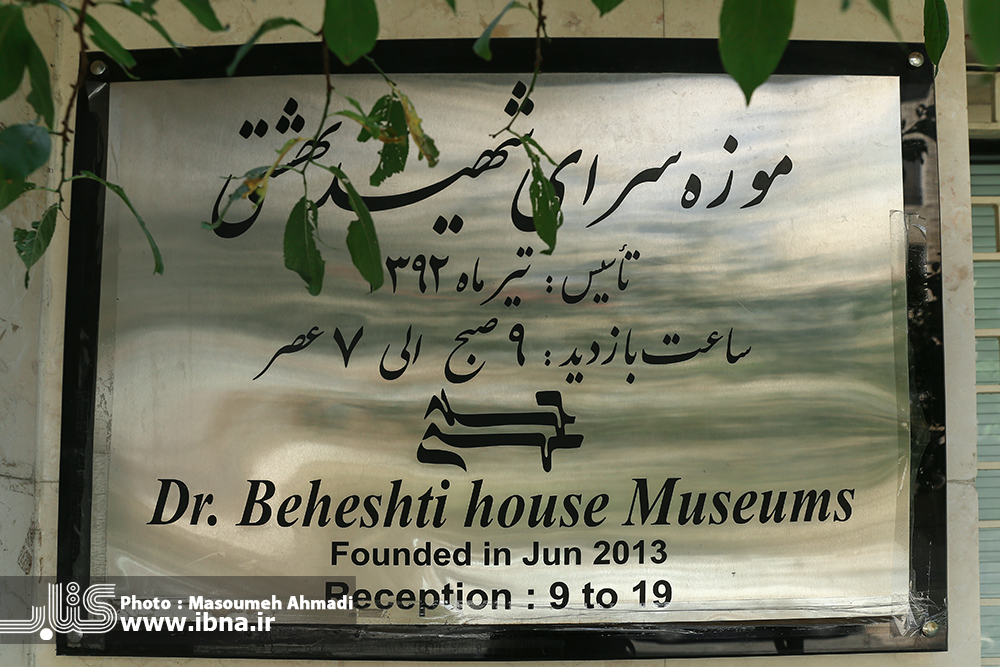 موزه سرای شهید بهشتی
تأسیس : تیر ماه ۱۳۹۲
ساعت بازدید : ۹ صبح الی ۷ عصر
Dr. Beheshti house Museums
Founded in Jun 2013
Reception : 9 to 19
Photo : Masoumeh Ahmadi
www.ibna.ir